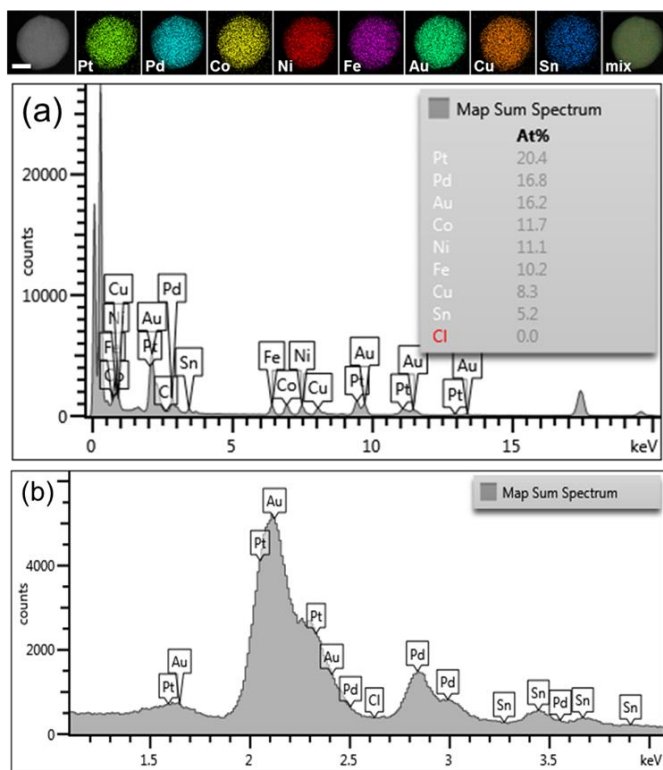 Pt Pd Co Ni Fe Au Cu Sn mix
(a)
Map Sum Spectrum
At%
Pt 20.4
Pd 16.8
Au 16.2
Co 11.7
Ni 11.1
Fe 10.2
Cu 8.3
Sn 5.2
Cl 0.0
counts
20000
10000
0
Cu Pd
Ni Au
Fe Pt Sn Fe Ni Au Au
Co Cl Co Cu Pt Pt Pt Au
0 5 10 15 keV
(b)
Map Sum Spectrum
counts
4000
2000
0
Au
Pt
Pt
Au Au Pd
Pt Pd Cl Pd Sn Sn Pd Sn Sn
1.5 2 2.5 3 3.5 keV